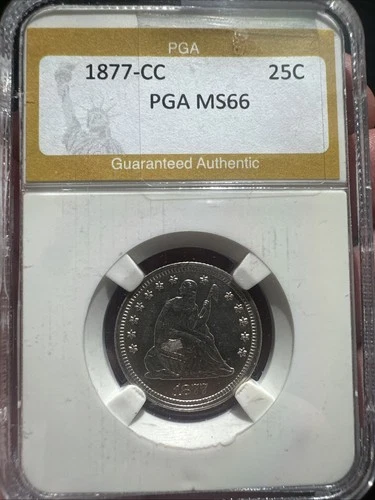 PGA
1877-CC 25C
PGA MS66
Guaranteed Authentic
1877